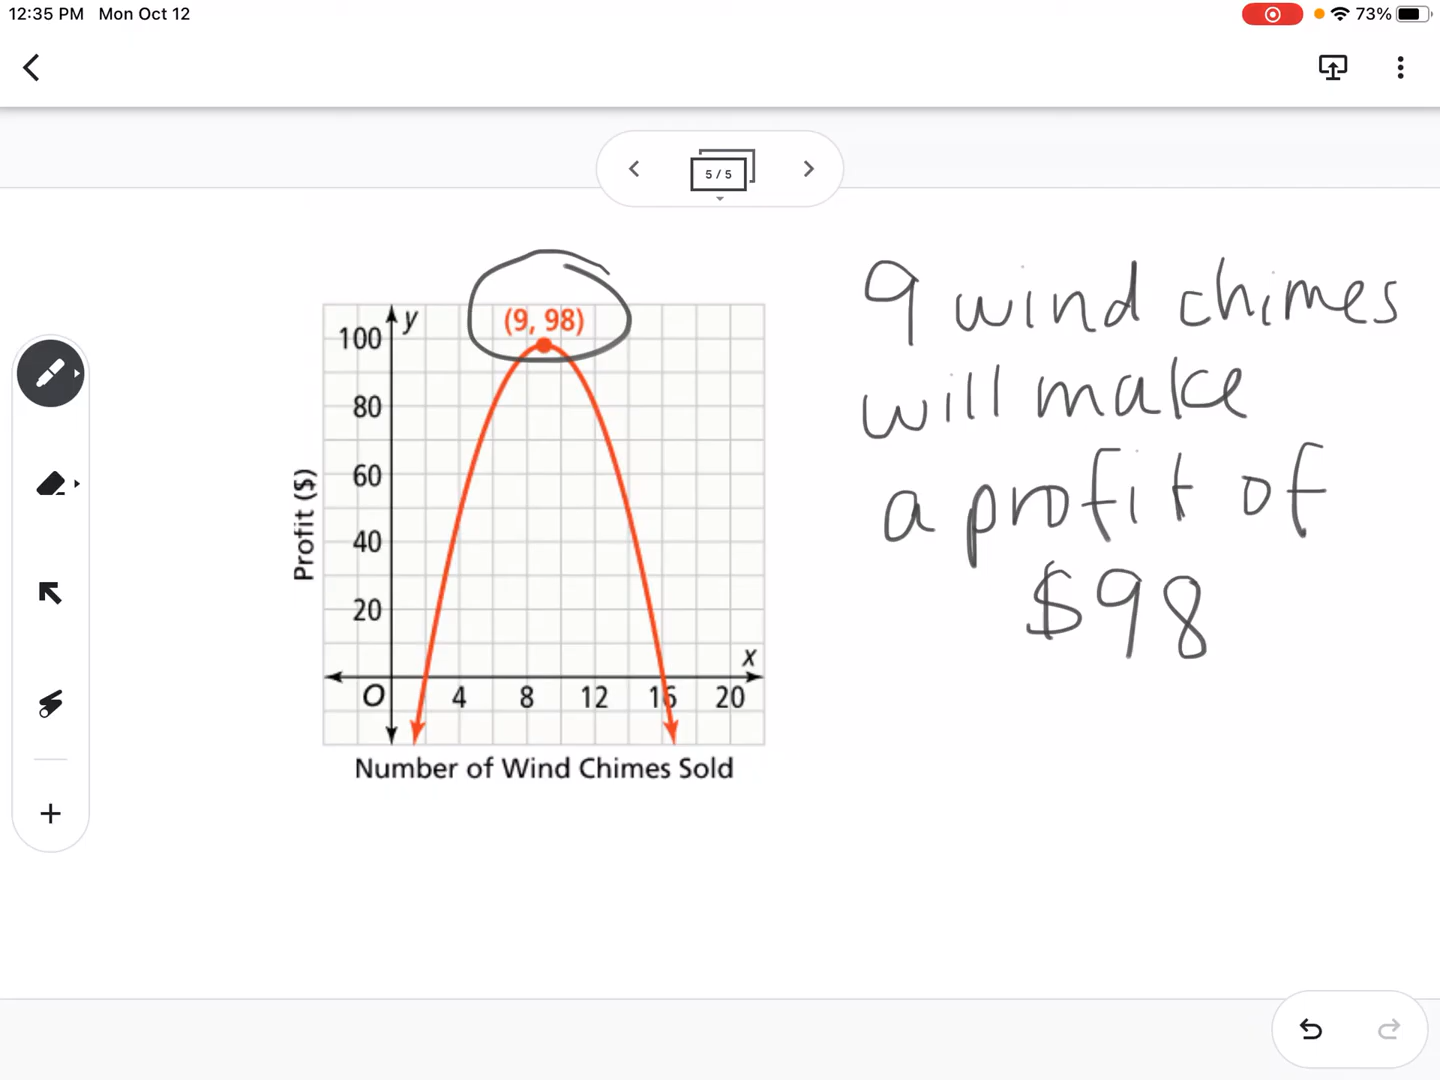 12:35 PM Mon Oct 12
73%
5 / 5
(9, 98)
y
100
80
60
40
20
Profit ($)
x
O 4 8 12 16 20
Number of Wind Chimes Sold
9 wind chimes
will make
a profit of
$98